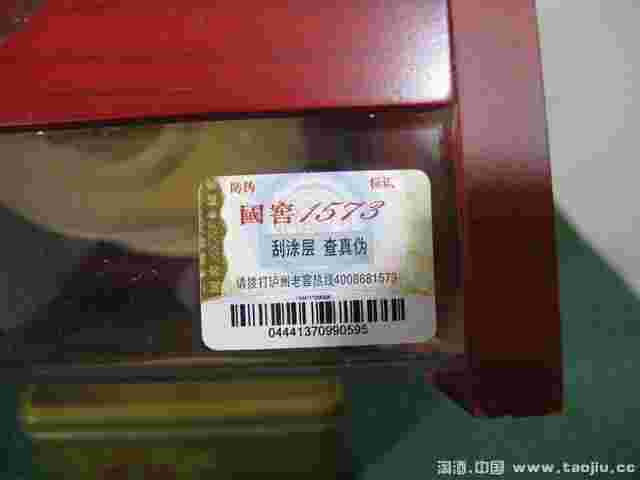 防伪 标识
國窖1573
刮涂层 查真伪
请拨打泸州老窖热线4008681573
04441370990595
淘酒.中国 www.taojiu.cc